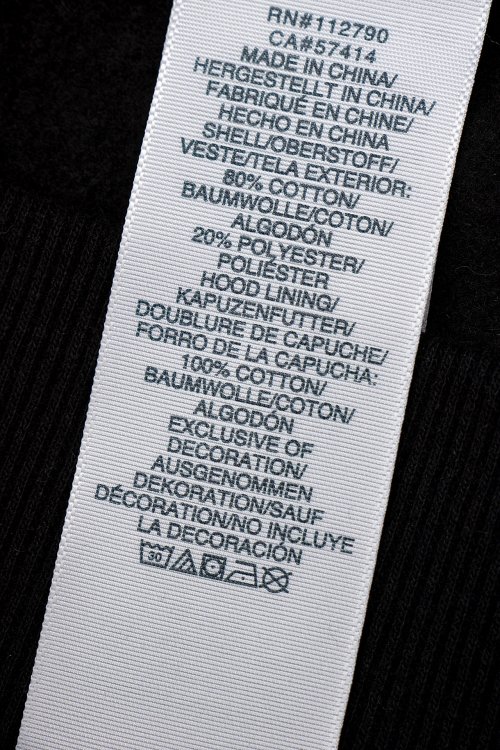 RN#112790
CA#57414
MADE IN CHINA/
HERGESTELLT IN CHINA/
FABRIQUÉ EN CHINE/
HECHO EN CHINA
SHELL/OBERSTOFF/
VESTE/TELA EXTERIOR:
80% COTTON/
BAUMWOLLE/COTON/
ALGODÓN
20% POLYESTER/
POLIÉSTER
HOOD LINING/
KAPUZENFUTTER/
DOUBLURE DE CAPUCHE/
FORRO DE LA CAPUCHA:
100% COTTON/
BAUMWOLLE/COTON/
ALGODÓN
EXCLUSIVE OF
DECORATION/
AUSGENOMMEN
DEKORATION/SAUF
DÉCORATION/NO INCLUYE
LA DECORACIÓN
30